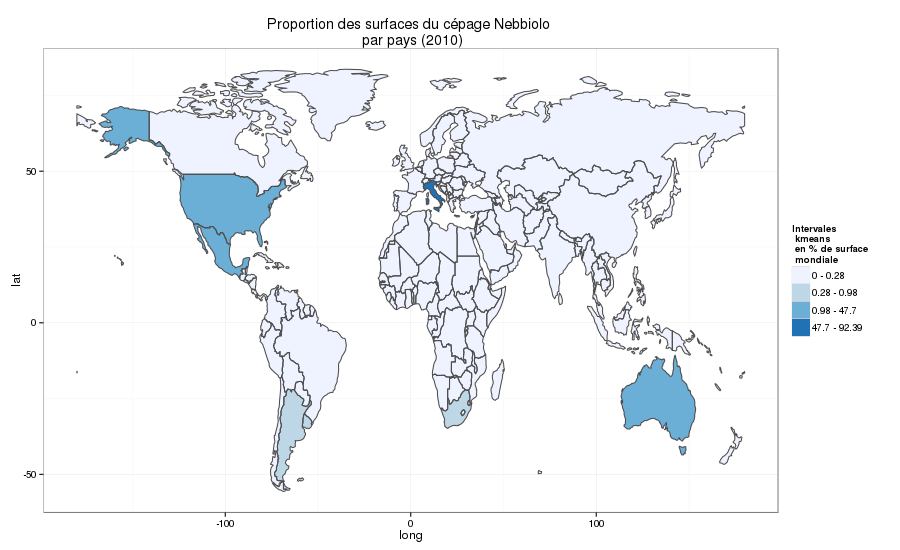 Proportion des surfaces du cépage Nebbiolo
par pays (2010)
50
0
-50
lat
-100
0
100
long
Intervales
kmeans
en % de surface
mondiale
0 - 0.28
0.28 - 0.98
0.98 - 47.7
47.7 - 92.39